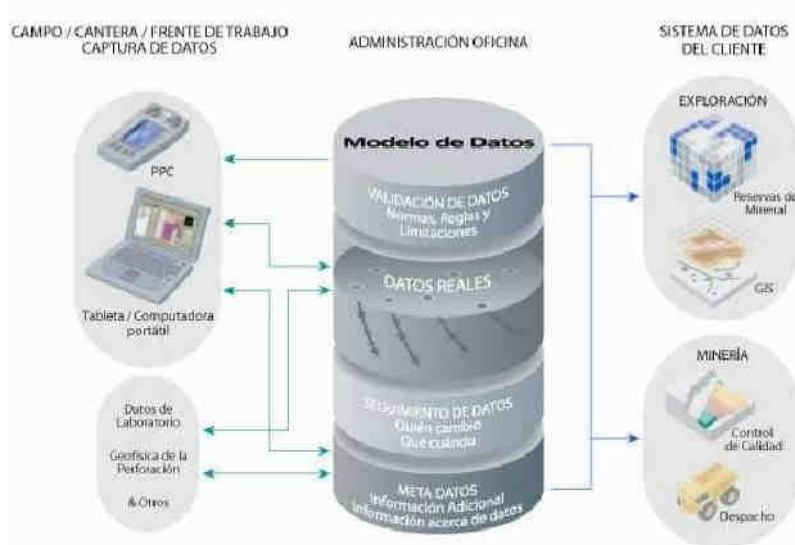 CAMPO / CANTERA / FRENTE DE TRABAJO
CAPTURA DE DATOS
PPC
Tableta / Computadora
portátil
Datos de
Laboratorio
Geofísica de la
Perforación
& Otros
ADMINISTRACIÓN OFICINA
Modelo de Datos
VALIDACIÓN DE DATOS
Normas, Reglas y
Limitaciones
DATOS REALES
SEGUIMIENTO DE DATOS
Quién cambió
Qué cuándo
META DATOS
Información Adicional
Información acerca de datos
SISTEMA DE DATOS
DEL CLIENTE
EXPLORACIÓN
Reservas de
Mineral
GIS
MINERÍA
Control
de Calidad
Despacho